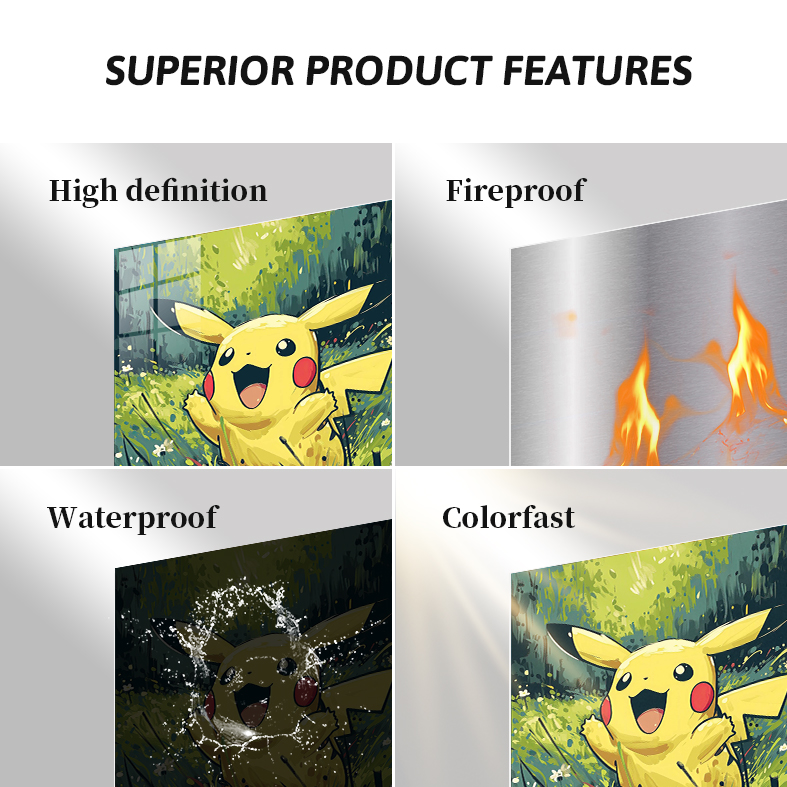 SUPERIOR PRODUCT FEATURES
High definition
Fireproof
Waterproof
Colorfast